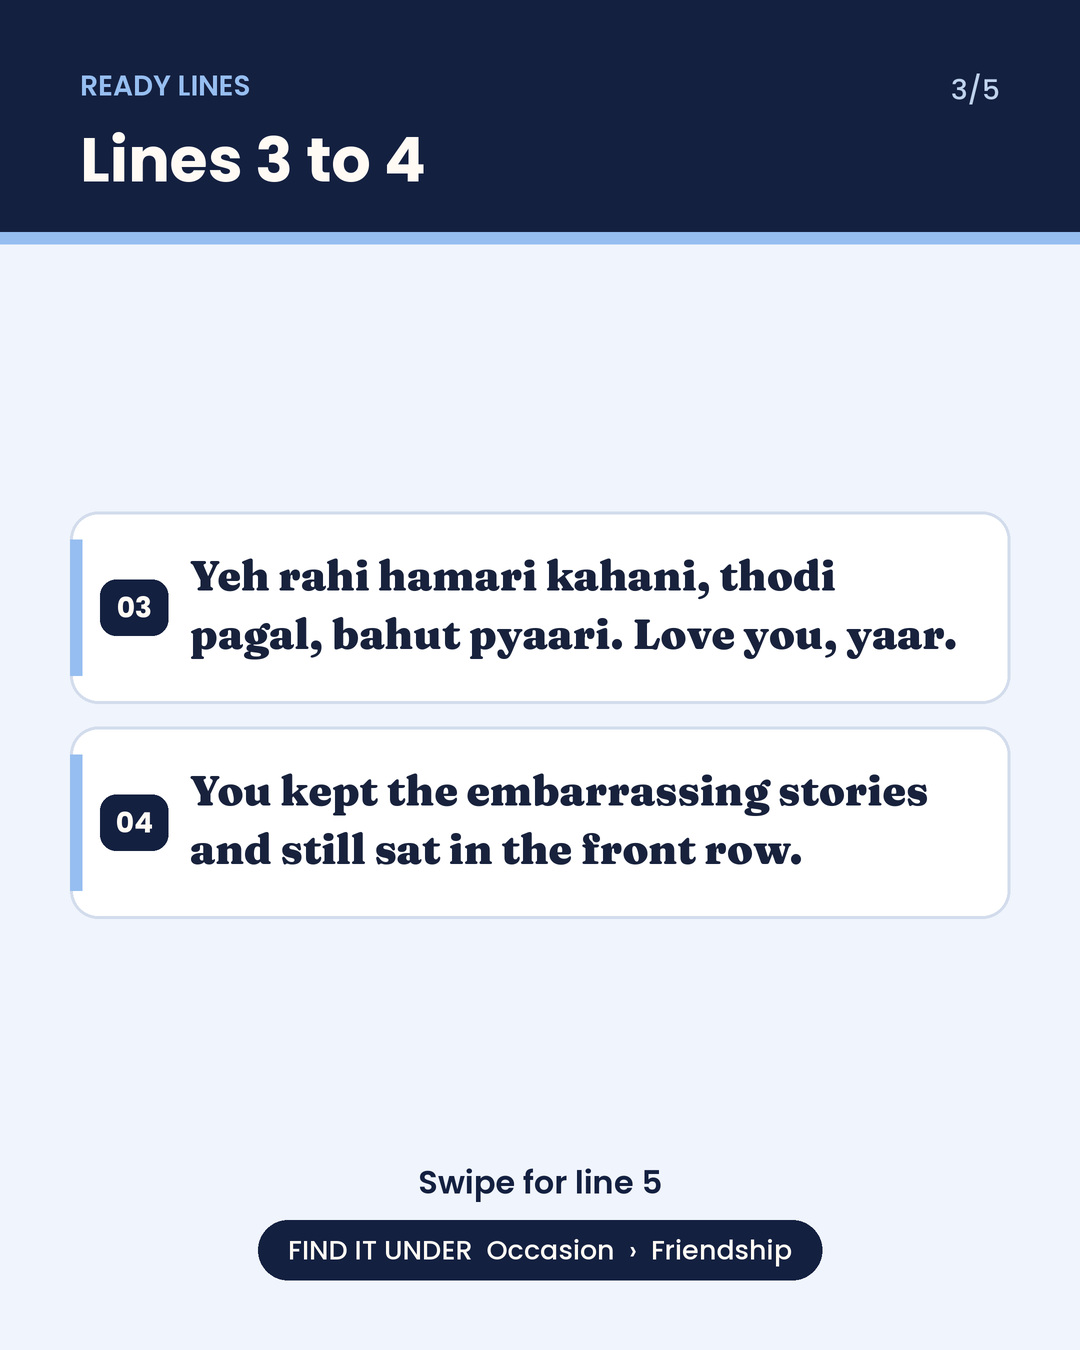 READY LINES
3/5
Lines 3 to 4
03
Yeh rahi hamari kahani, thodi
pagal, bahut pyaari. Love you, yaar.
04
You kept the embarrassing stories
and still sat in the front row.
Swipe for line 5
FIND IT UNDER Occasion › Friendship